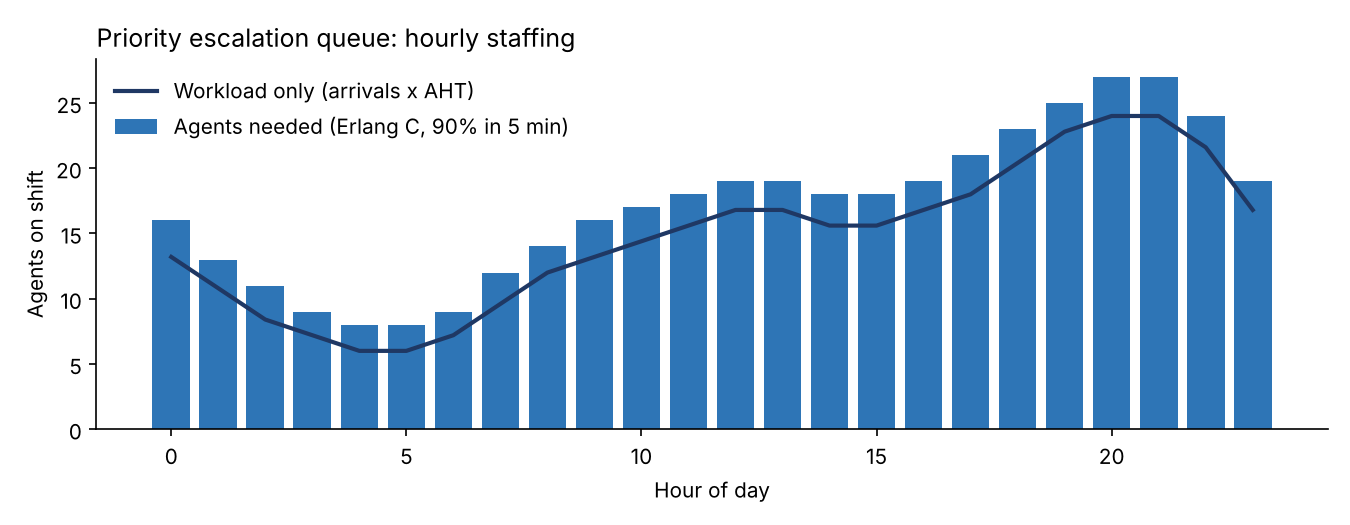 Priority escalation queue: hourly staffing
Workload only (arrivals x AHT)
Agents needed (Erlang C, 90% in 5 min)
Agents on shift
25
20
15
10
5
0
0 5 10 15 20
Hour of day